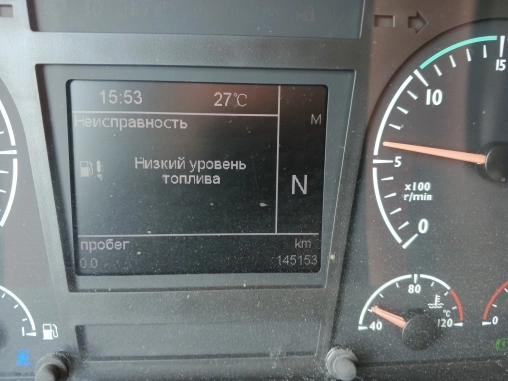 15:53 27°C
Неисправность M
Низкий уровень
топлива
N
пробег km
0.0 145153
15
10
5
x100
r/min
0
80
40 °C 120
0
1